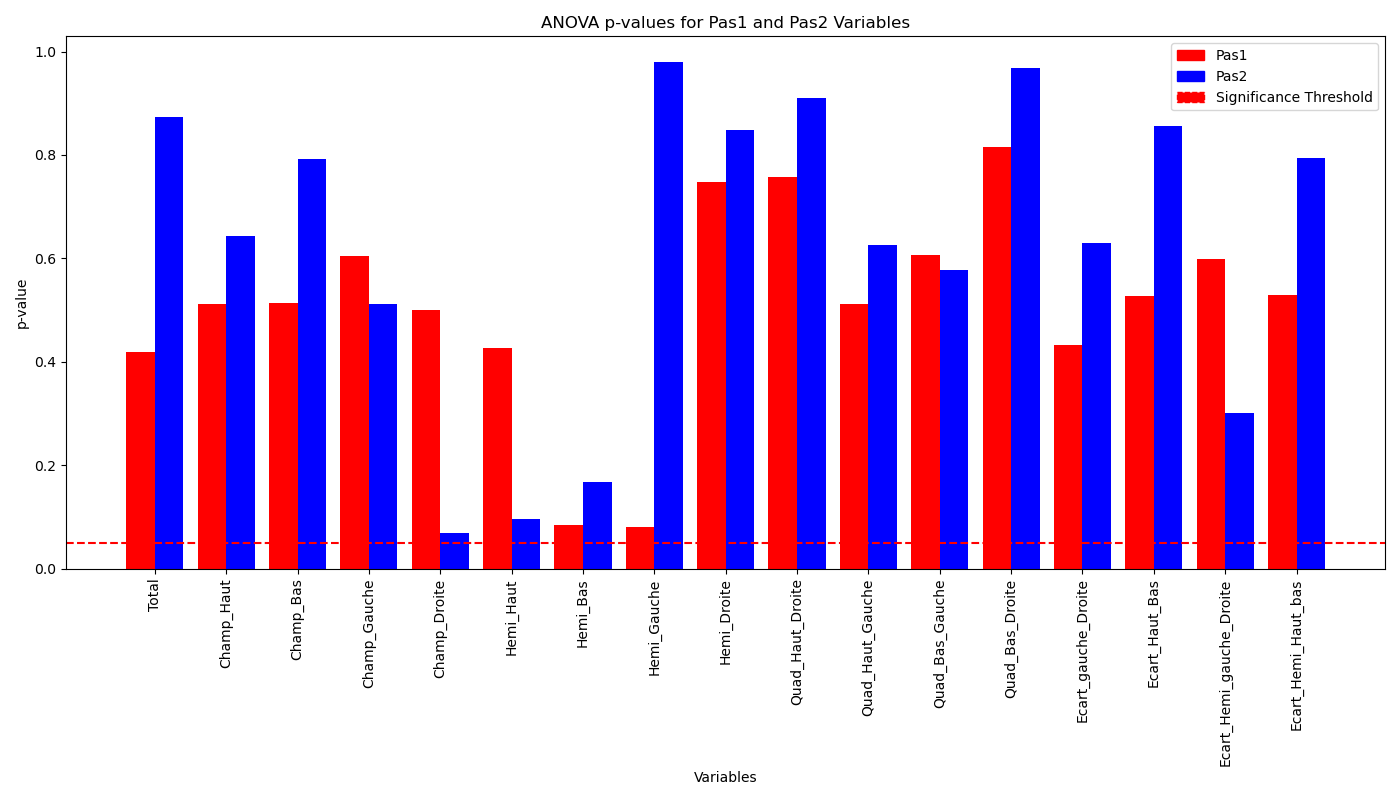 ANOVA p-values for Pas1 and Pas2 Variables
Pas1
Pas2
Significance Threshold
p-value
1.0
0.8
0.6
0.4
0.2
0.0
Total
Champ_Haut
Champ_Bas
Champ_Gauche
Champ_Droite
Hemi_Haut
Hemi_Bas
Hemi_Gauche
Hemi_Droite
Quad_Haut_Droite
Quad_Haut_Gauche
Quad_Bas_Gauche
Quad_Bas_Droite
Ecart_gauche_Droite
Ecart_Haut_Bas
Ecart_Hemi_gauche_Droite
Ecart_Hemi_Haut_bas
Variables